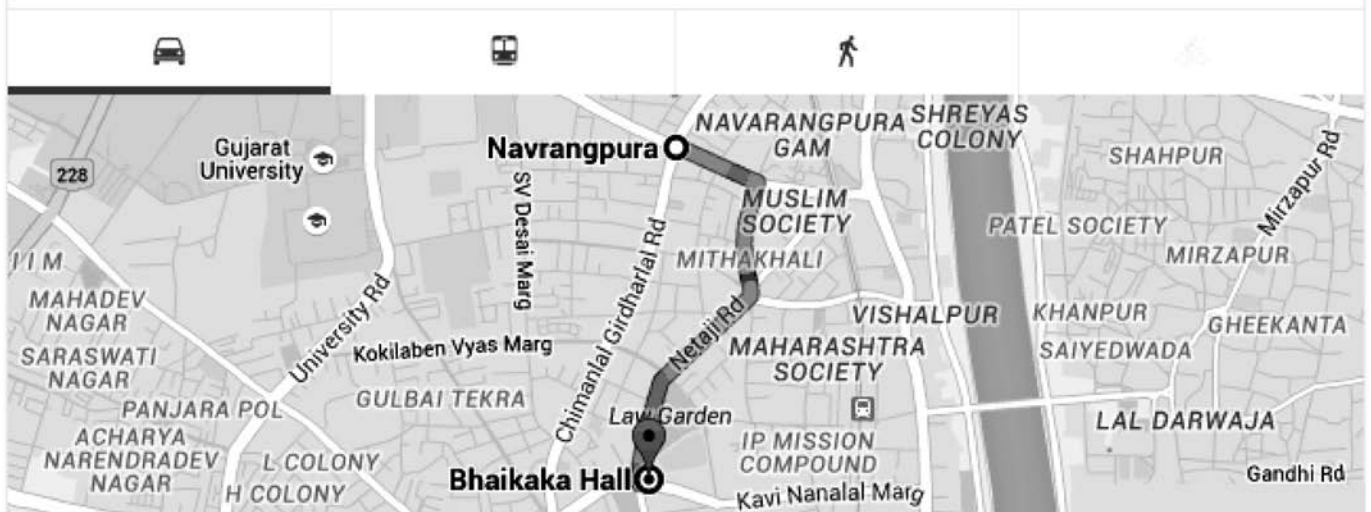 NAVARANGPURA
GAM
SHREYAS
COLONY
Gujarat
University
Navrangpura
SHAHPUR
228
SV Desai Marg
MUSLIM
SOCIETY
Mirzapur Rd
PATEL SOCIETY
IIM
MITHAKHALI
MIRZAPUR
MAHADEV
NAGAR
University Rd
Chimanlal Girdharlal Rd
Netaji Rd
VISHALPUR
KHANPUR
GHEEKANTA
SARASWATI
NAGAR
Kokilaben Vyas Marg
MAHARASHTRA
SOCIETY
SAIYEDWADA
PANJARA POL
GULBAI TEKRA
Law Garden
LAL DARWAJA
ACHARYA
NARENDRADEV
NAGAR
L COLONY
H COLONY
Bhaikaka Hall
IP MISSION
COMPOUND
Kavi Nanalal Marg
Gandhi Rd